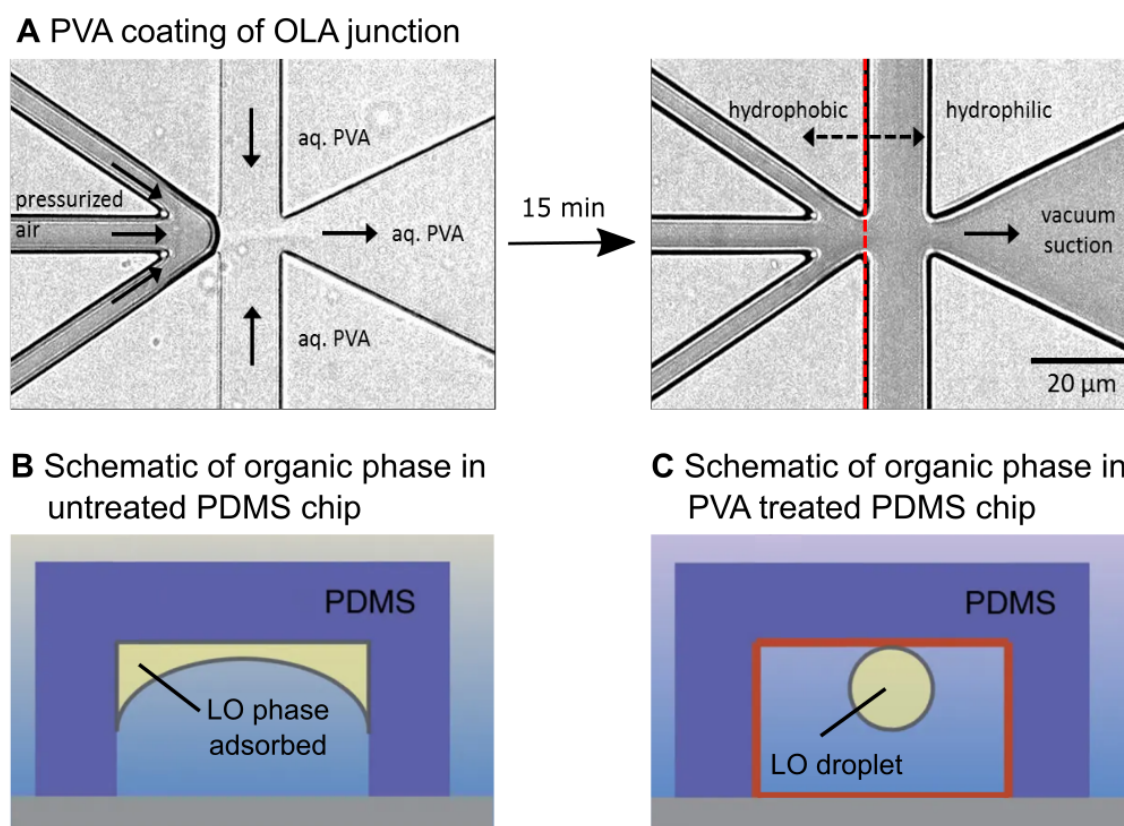 A PVA coating of OLA junction
aq. PVA
pressurized
air
aq. PVA
aq. PVA
15 min
hydrophobic
hydrophilic
vacuum
suction
20 µm
B Schematic of organic phase in
untreated PDMS chip
PDMS
LO phase
adsorbed
C Schematic of organic phase in
PVA treated PDMS chip
PDMS
LO droplet